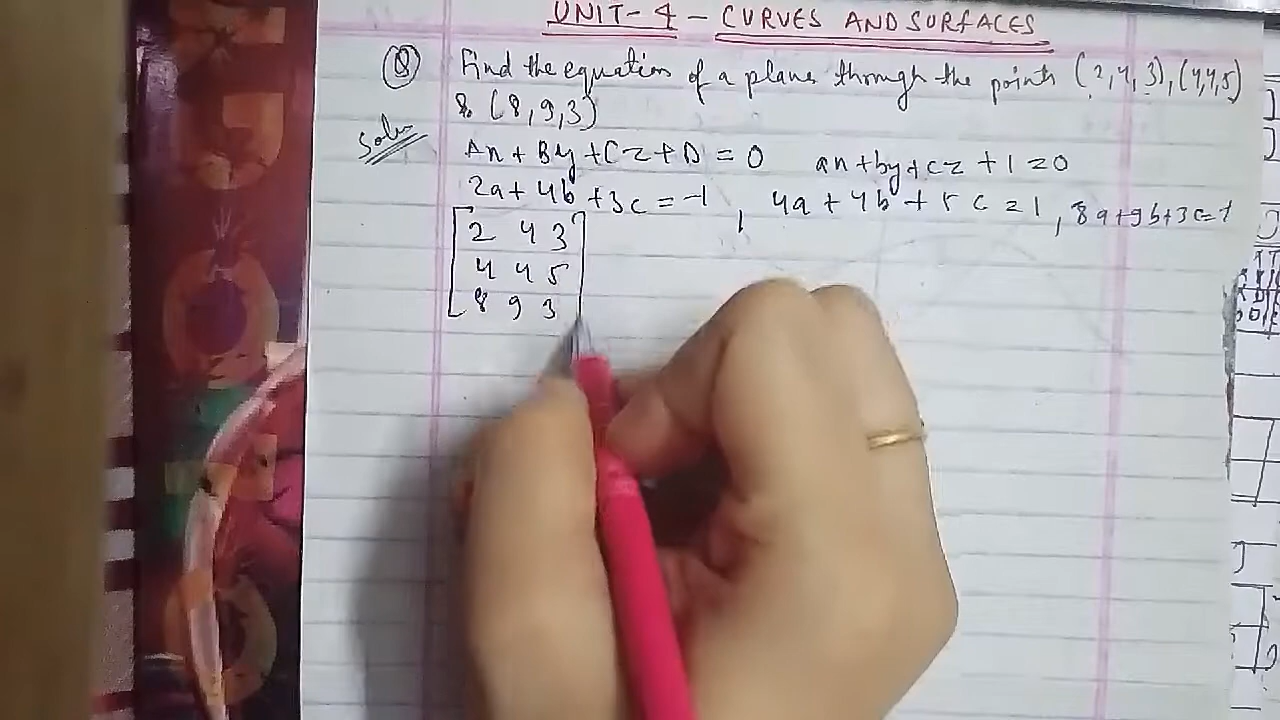 UNIT-4 - CURVES AND SURFACES
Q Find the equation of a plane through the points (2,4,3), (4,4,5)
& (8,9,3)
Soln
Ax + By + Cz + D = 0 ax + by + cz + 1 = 0
2a + 4b + 3c = -1 , 4a + 4b + 5c = 1 , 8a + 9b + 3c = -1
2 4 3
4 4 5
8 9 3